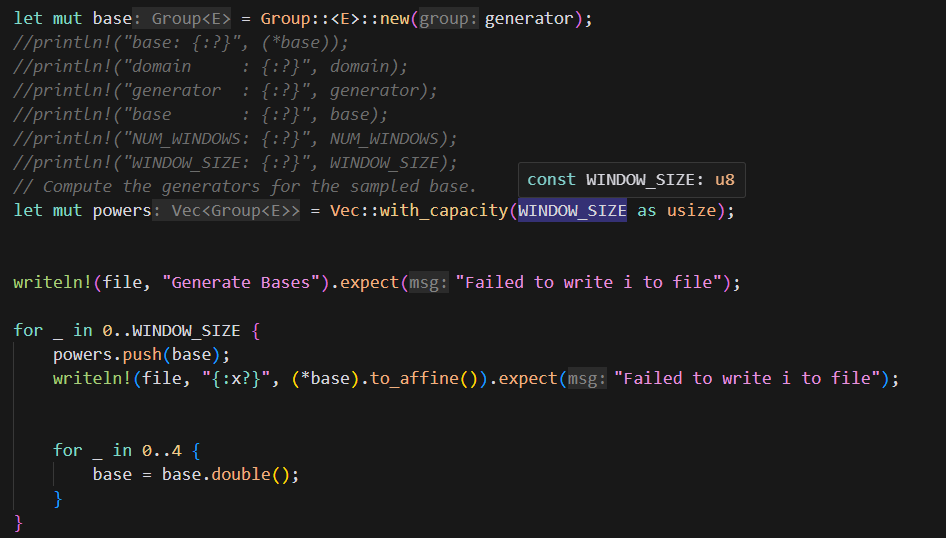 let mut base: Group<E> = Group::<E>::new(group: generator);
//println!("base: {:?}", (*base));
//println!("domain     : {:?}", domain);
//println!("generator  : {:?}", generator);
//println!("base       : {:?}", base);
//println!("NUM_WINDOWS: {:?}", NUM_WINDOWS);
//println!("WINDOW_SIZE: {:?}", WINDOW_SIZE);
// Compute the generators for the sampled base.
const WINDOW_SIZE: u8
let mut powers: Vec<Group<E>> = Vec::with_capacity(WINDOW_SIZE as usize);
writeln!(file, "Generate Bases").expect(msg: "Failed to write i to file");
for _ in 0..WINDOW_SIZE {
    powers.push(base);
    writeln!(file, "{:x?}", (*base).to_affine()).expect(msg: "Failed to write i to file");
    for _ in 0..4 {
        base = base.double();
    }
}